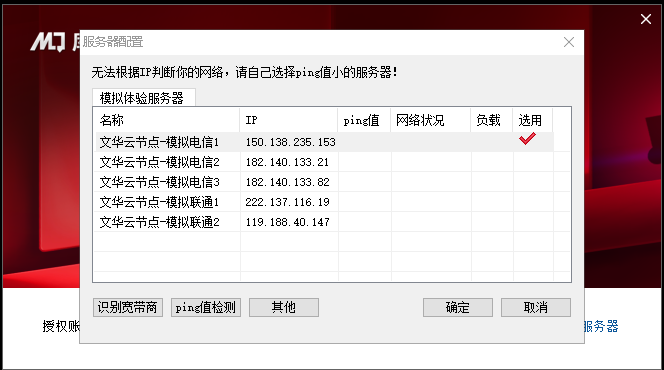 MQ
服务器配置
无法根据IP判断你的网络，请自己选择ping值小的服务器！
模拟体验服务器
名称 IP ping值 网络状况 负载 选用
文华云节点-模拟电信1 150.138.235.153
文华云节点-模拟电信2 182.140.133.21
文华云节点-模拟电信3 182.140.133.82
文华云节点-模拟联通1 222.137.116.19
文华云节点-模拟联通2 119.188.40.147
识别宽带商 ping值检测 其他 确定 取消
授权账 服务器